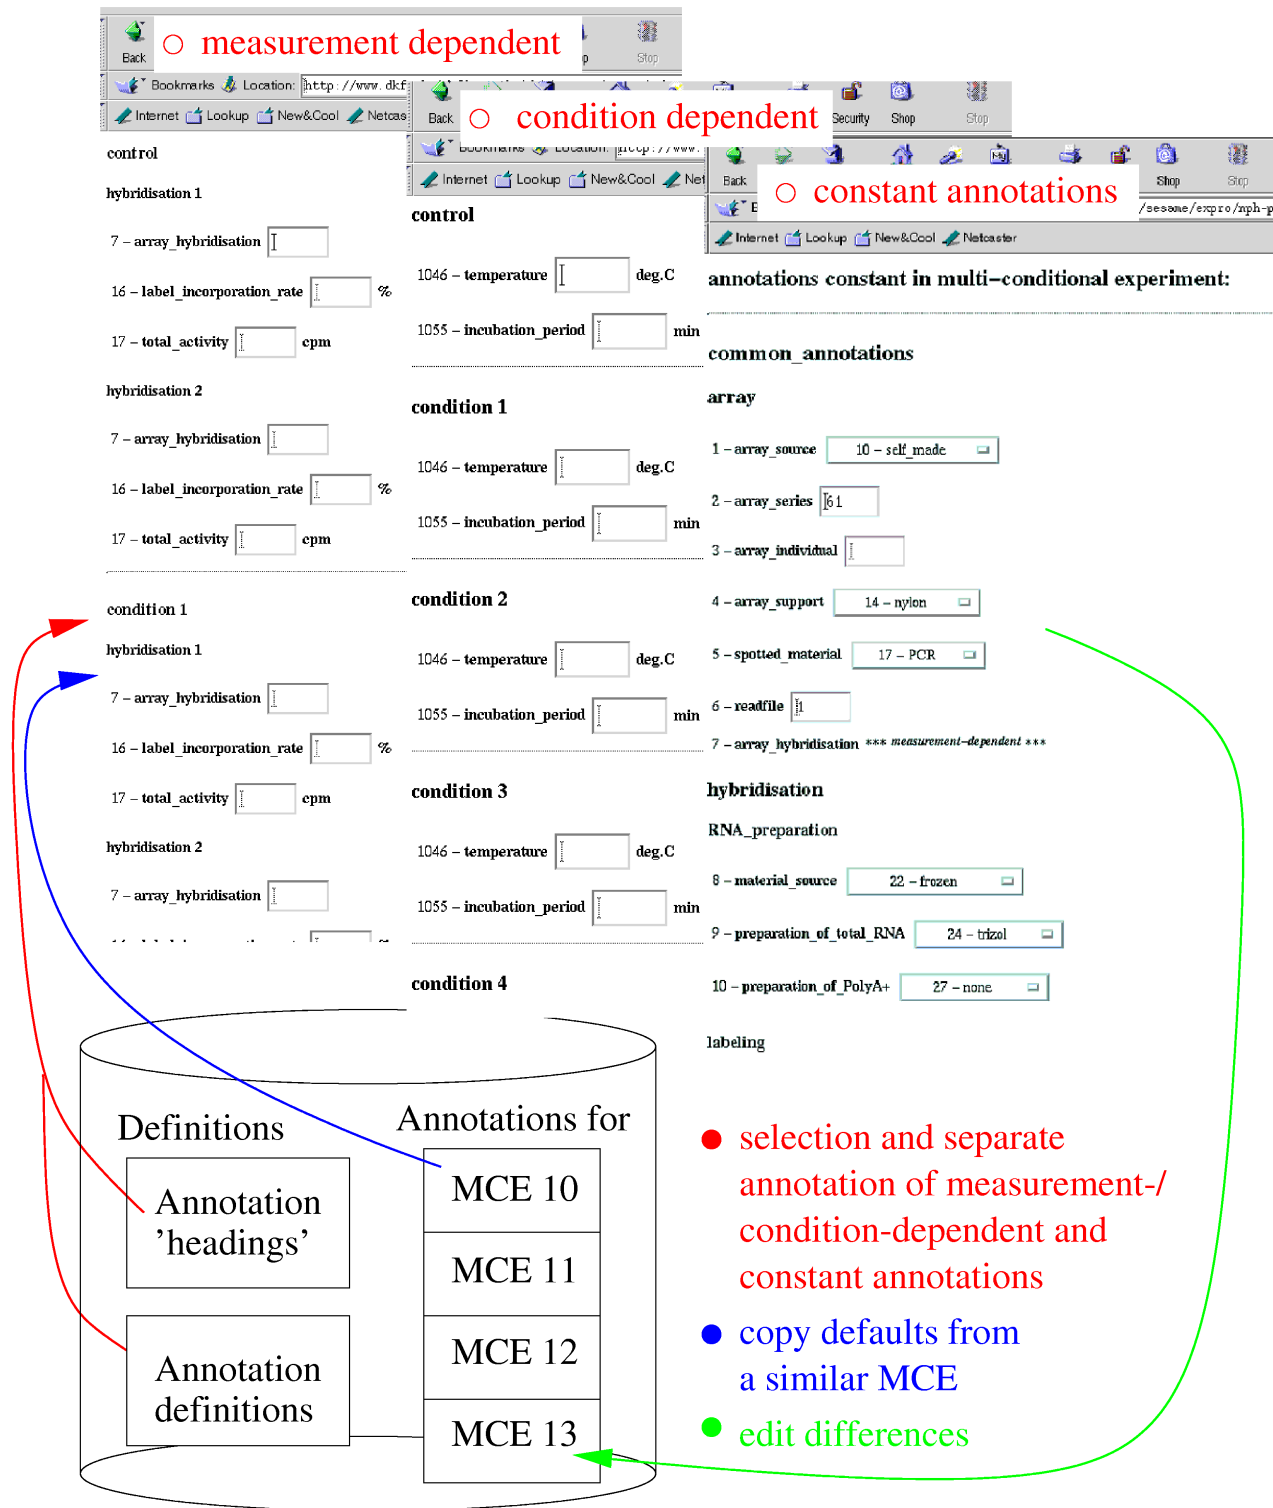 measurement dependent
Back
Stop
Bookmarks
Location:
http://www.dkf
Internet
Lookup
New&Cool
Netcas
control
hybridisation 1
7 – array_hybridisation
16 – label_incorporation_rate %
17 – total_activity cpm
hybridisation 2
7 – array_hybridisation
16 – label_incorporation_rate %
17 – total_activity cpm
condition 1
hybridisation 1
7 – array_hybridisation
16 – label_incorporation_rate %
17 – total_activity cpm
hybridisation 2
7 – array_hybridisation
condition dependent
Back
Security
Shop
Stop
Bookmarks
Location:
http://www.
Internet
Lookup
New&Cool
Net
control
1046 – temperature deg.C
1055 – incubation_period min
condition 1
1046 – temperature deg.C
1055 – incubation_period min
condition 2
1046 – temperature deg.C
1055 – incubation_period min
condition 3
1046 – temperature deg.C
1055 – incubation_period min
condition 4
constant annotations
Back
Shop
Stop
/sesame/expro/nph-p
Internet
Lookup
New&Cool
Netcaster
annotations constant in multi–conditional experiment:
common_annotations
array
1 – array_source 10 – self_made
2 – array_series 61
3 – array_individual
4 – array_support 14 – nylon
5 – spotted_material 17 – PCR
6 – readfile 1
7 – array_hybridisation *** measurement–dependent ***
hybridisation
RNA_preparation
8 – material_source 22 – frozen
9 – preparation_of_total_RNA 24 – trizol
10 – preparation_of_PolyA+ 27 – none
labeling
Definitions
Annotation
'headings'
Annotation
definitions
Annotations for
MCE 10
MCE 11
MCE 12
MCE 13
selection and separate
annotation of measurement-/
condition-dependent and
constant annotations
copy defaults from
a similar MCE
edit differences